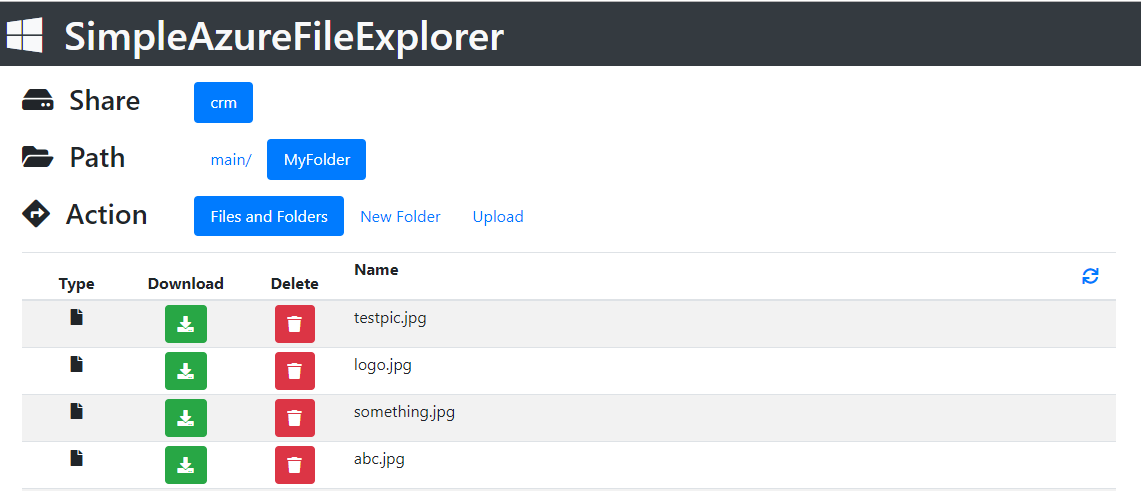 SimpleAzureFileExplorer
Share crm
Path main/ MyFolder
Action Files and Folders New Folder Upload
Type Download Delete Name
testpic.jpg
logo.jpg
something.jpg
abc.jpg